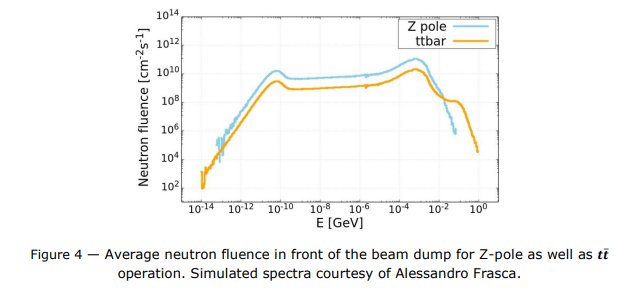 10^14
10^12
10^10
10^8
10^6
10^4
10^2
Neutron fluence [cm^-2 s^-1]
Z pole
ttbar
10^-14 10^-12 10^-10 10^-8 10^-6 10^-4 10^-2 10^0
E [GeV]
Figure 4 — Average neutron fluence in front of the beam dump for Z-pole as well as tt̄
operation. Simulated spectra courtesy of Alessandro Frasca.